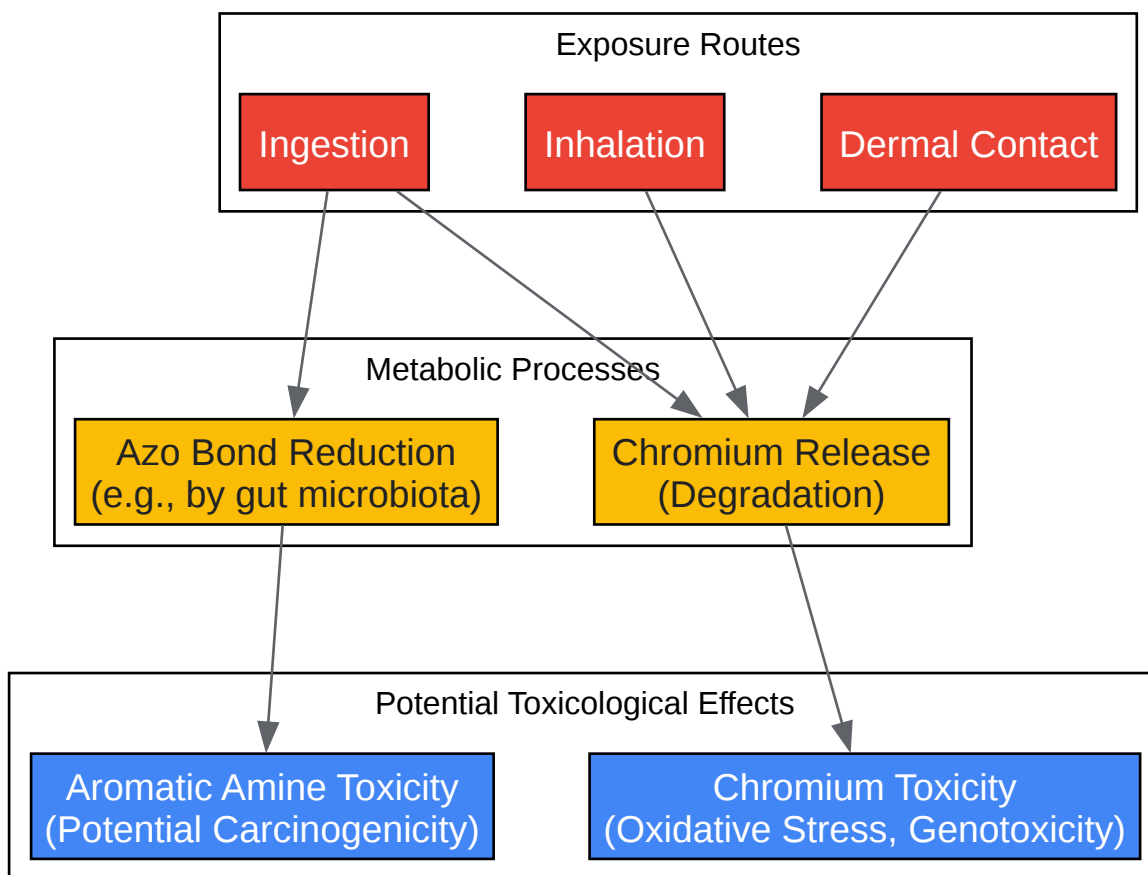 Exposure Routes
Ingestion
Inhalation
Dermal Contact
Metabolic Processes
Azo Bond Reduction
(e.g., by gut microbiota)
Chromium Release
(Degradation)
Potential Toxicological Effects
Aromatic Amine Toxicity
(Potential Carcinogenicity)
Chromium Toxicity
(Oxidative Stress, Genotoxicity)